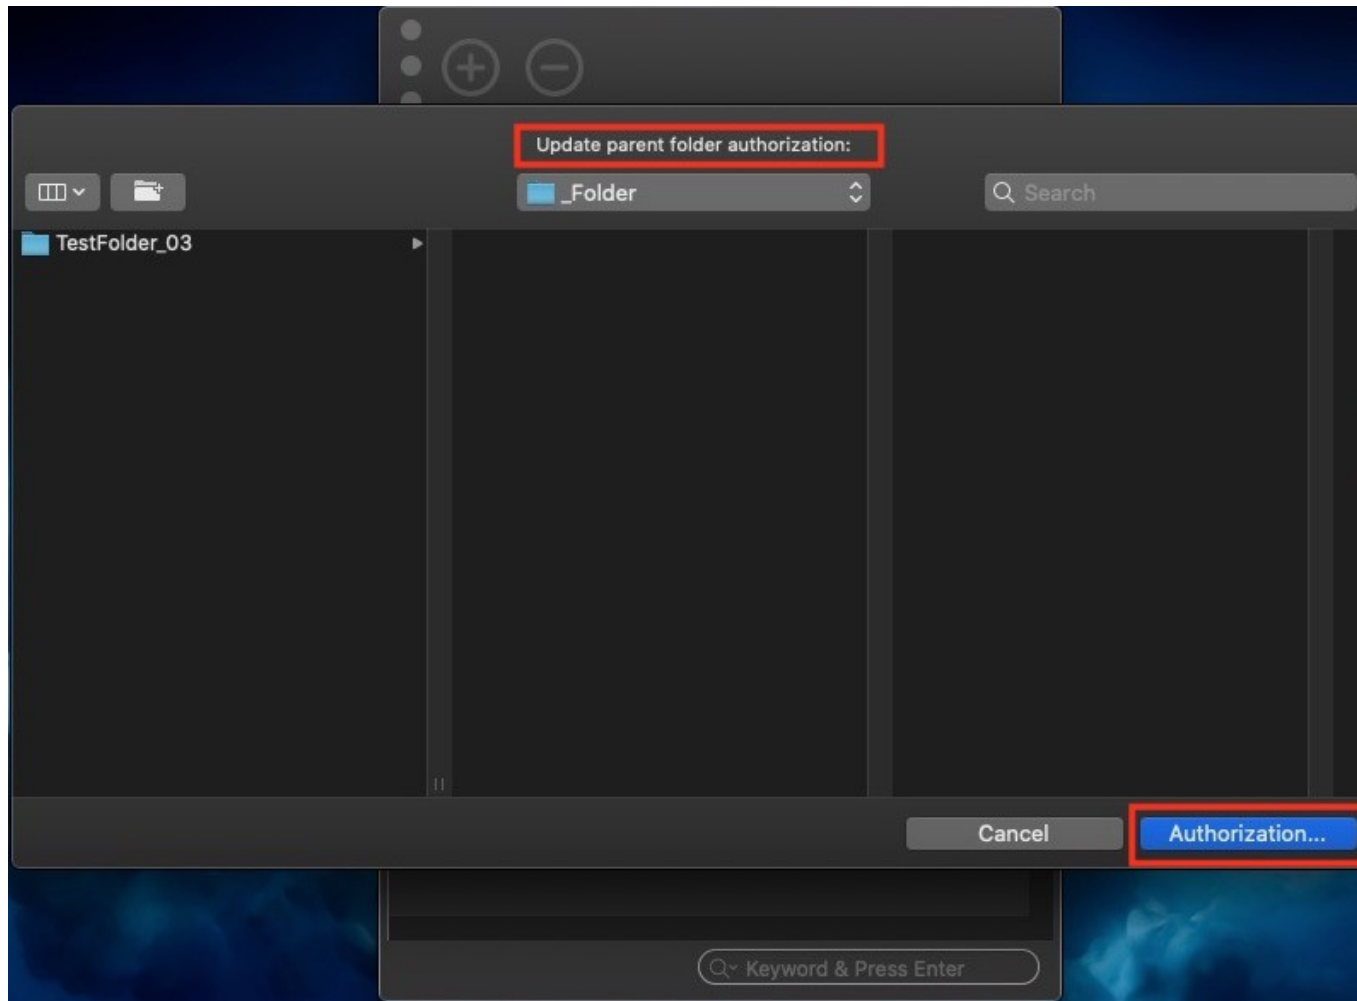 Update parent folder authorization:
_Folder
Search
TestFolder_03
Cancel
Authorization...
Keyword & Press Enter